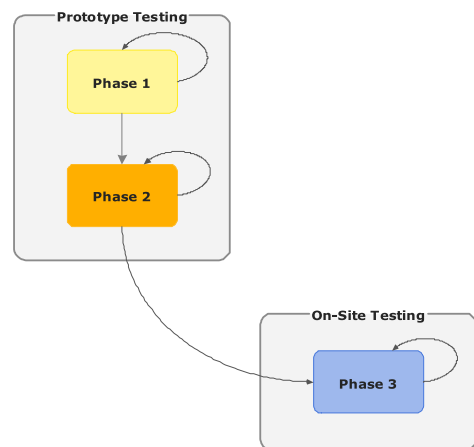 Prototype Testing
Phase 1
Phase 2
On-Site Testing
Phase 3